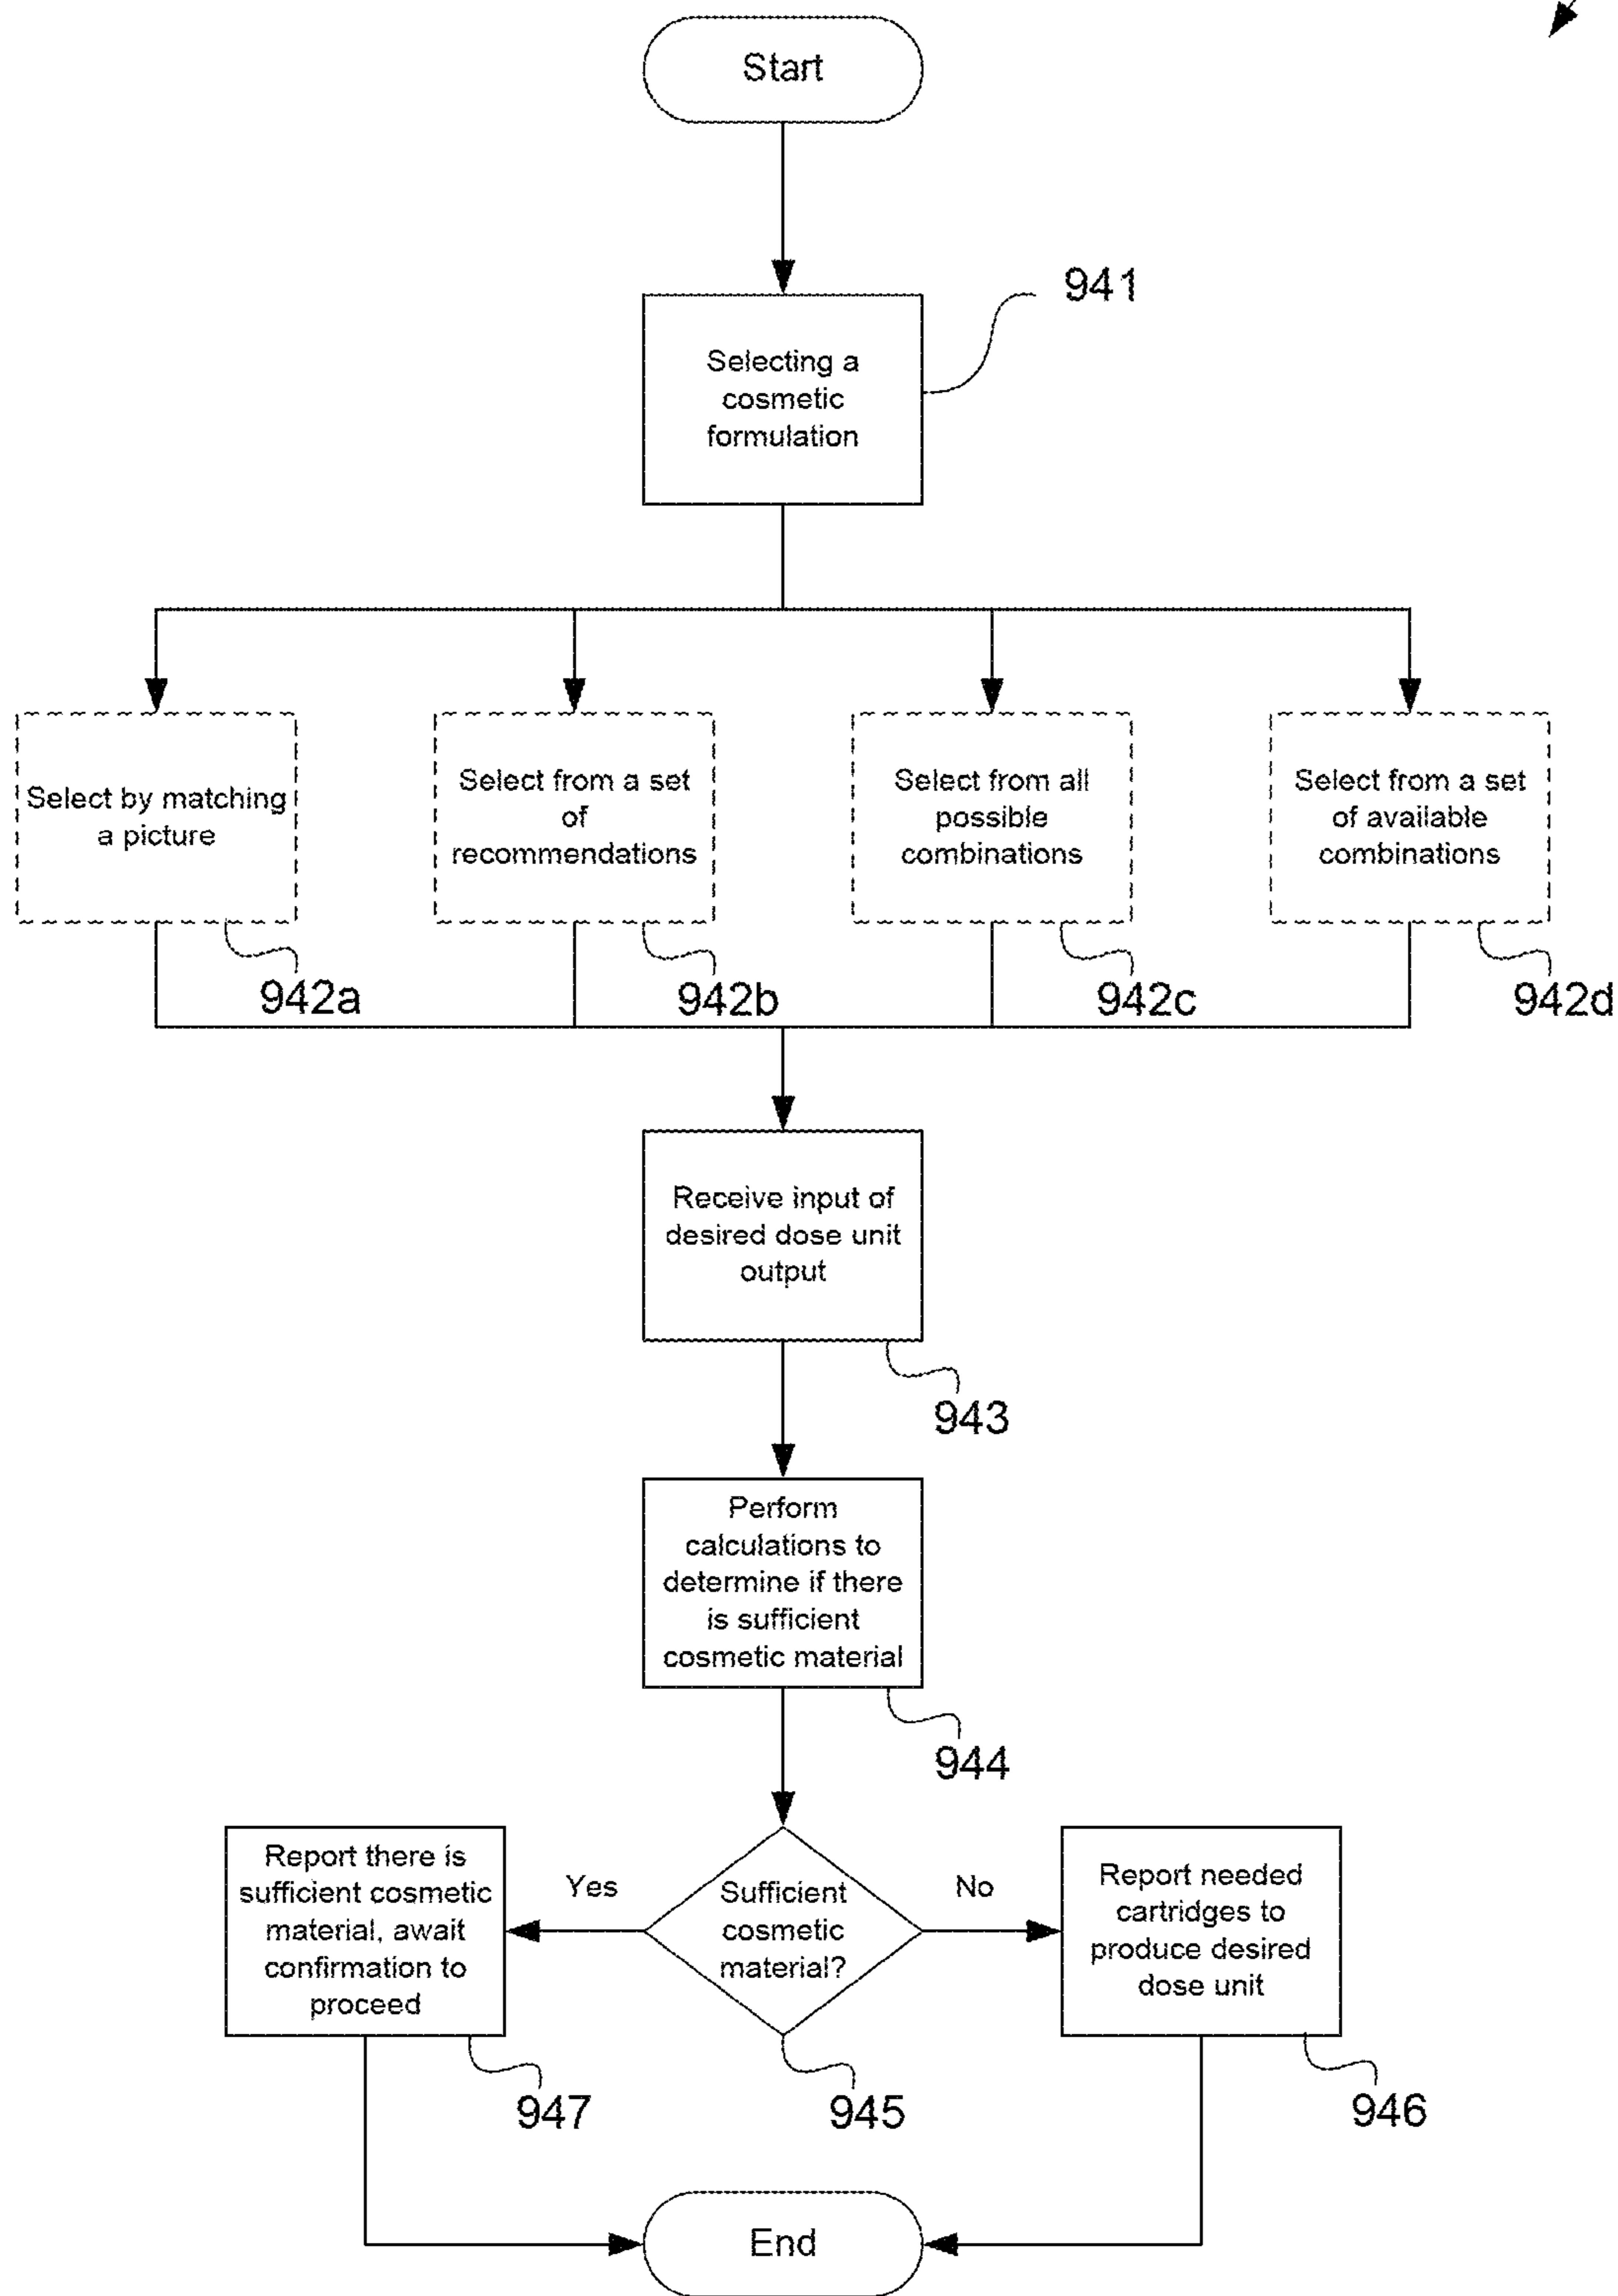 Start
941
Selecting a
cosmetic
formulation
Select by matching
a picture
Select from a set
of
recommendations
Select from all
possible
combinations
Select from a set
of available
combinations
942a
942b
942c
942d
Receive input of
desired dose unit
output
943
Perform
calculations to
determine if there
is sufficient
cosmetic material
944
Report there is
sufficient cosmetic
material, await
confirmation to
proceed
Yes
Sufficient
cosmetic
material?
No
Report needed
cartridges to
produce desired
dose unit
947
945
946
End